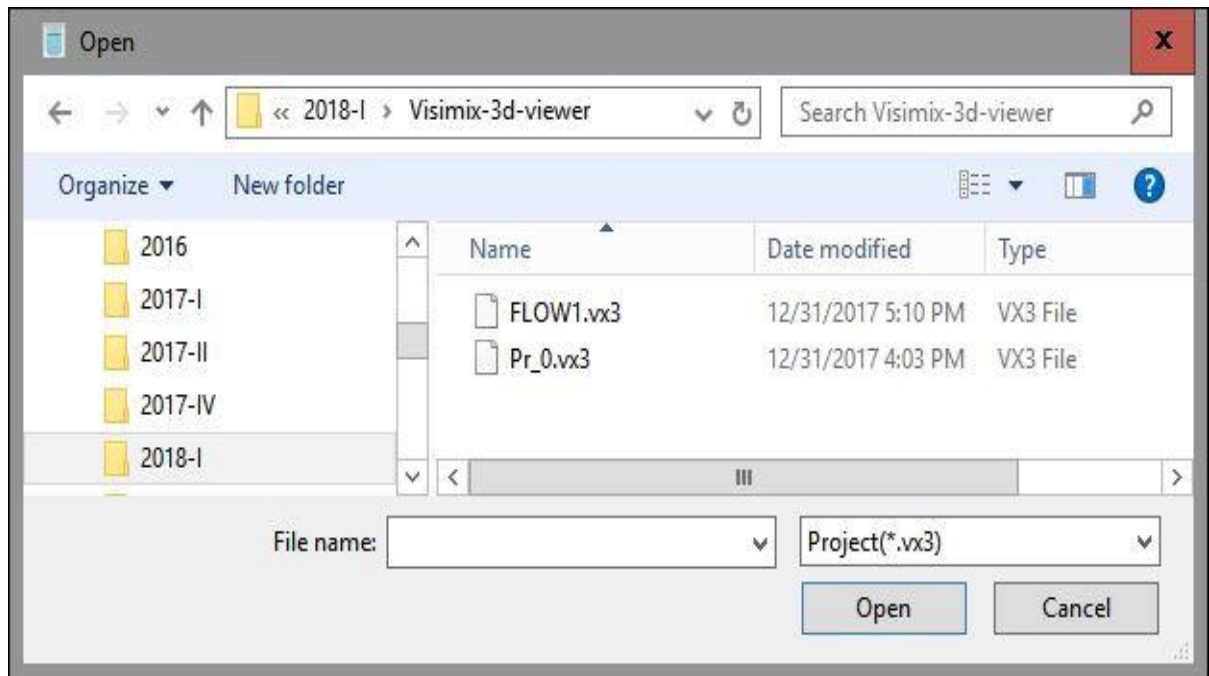 Open x
« 2018-I › Visimix-3d-viewer Search Visimix-3d-viewer
Organize New folder ?
2016
2017-I
2017-II
2017-IV
2018-I
Name Date modified Type
FLOW1.vx3 12/31/2017 5:10 PM VX3 File
Pr_0.vx3 12/31/2017 4:03 PM VX3 File
File name: Project(*.vx3)
Open Cancel